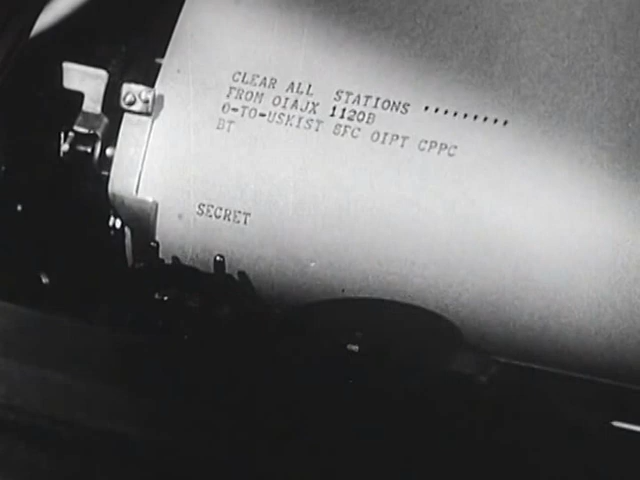 CLEAR ALL STATIONS .........
FROM OIAJX 1120B
O-TO-USKIST SFC OIPT CPPC
BT
SECRET